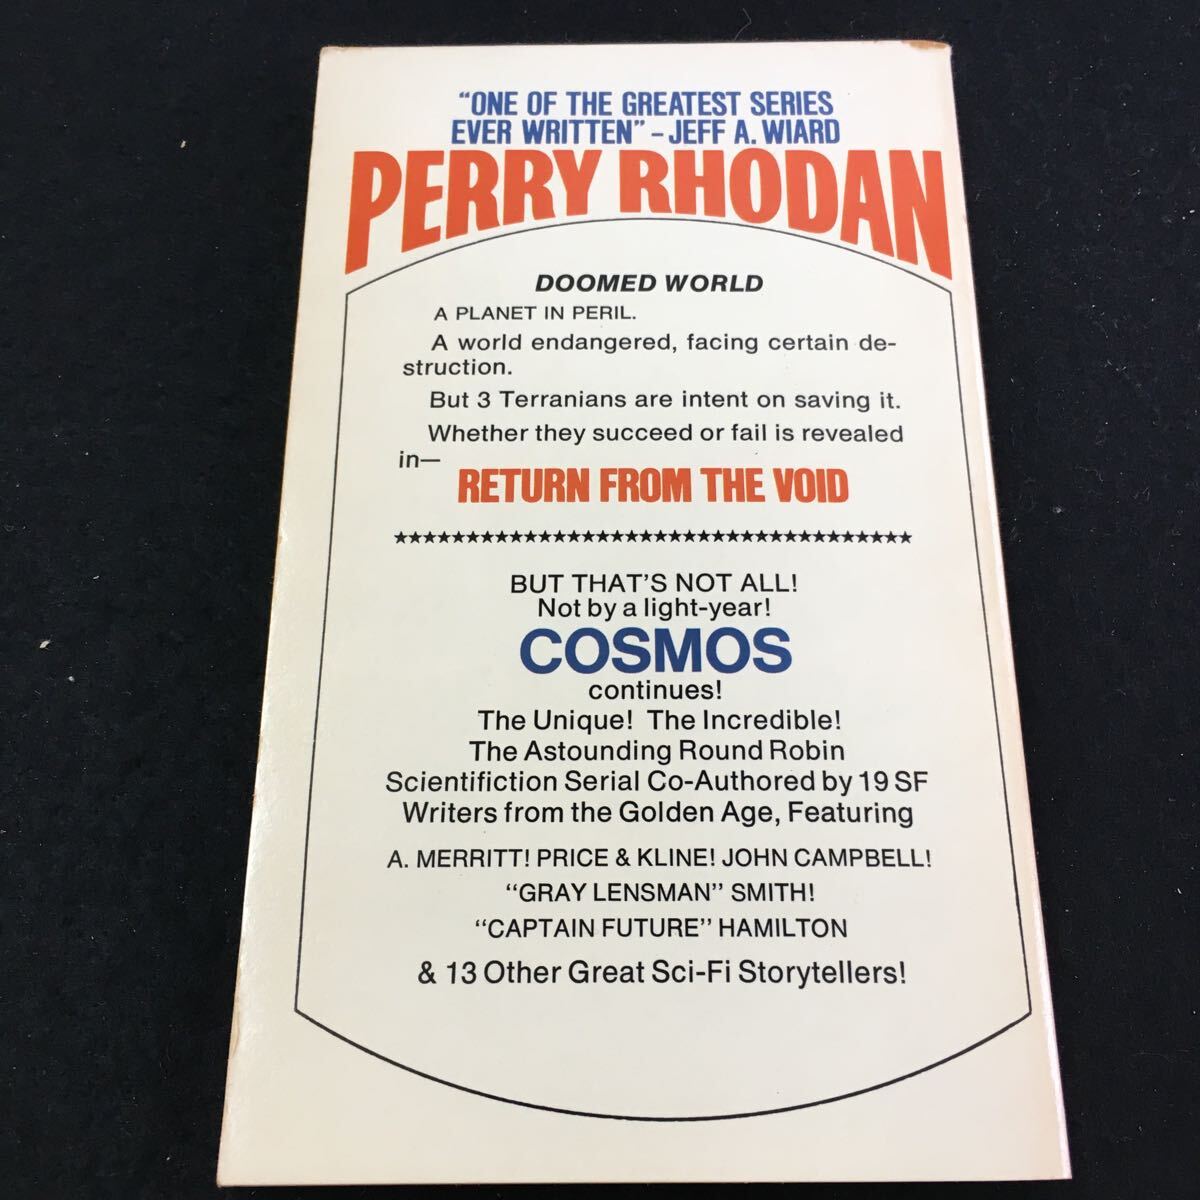 "ONE OF THE GREATEST SERIES
EVER WRITTEN" - JEFF A. WIARD
PERRY RHODAN
DOOMED WORLD
A PLANET IN PERIL.
A world endangered, facing certain de-
struction.
But 3 Terranians are intent on saving it.
Whether they succeed or fail is revealed
in—
RETURN FROM THE VOID
★★★★★★★★★★★★★★★★★★★★★★★★★★★★★★★★★★★★
BUT THAT'S NOT ALL!
Not by a light-year!
COSMOS
continues!
The Unique! The Incredible!
The Astounding Round Robin
Scientifiction Serial Co-Authored by 19 SF
Writers from the Golden Age, Featuring
A. MERRITT! PRICE & KLINE! JOHN CAMPBELL!
"GRAY LENSMAN" SMITH!
"CAPTAIN FUTURE" HAMILTON
& 13 Other Great Sci-Fi Storytellers!